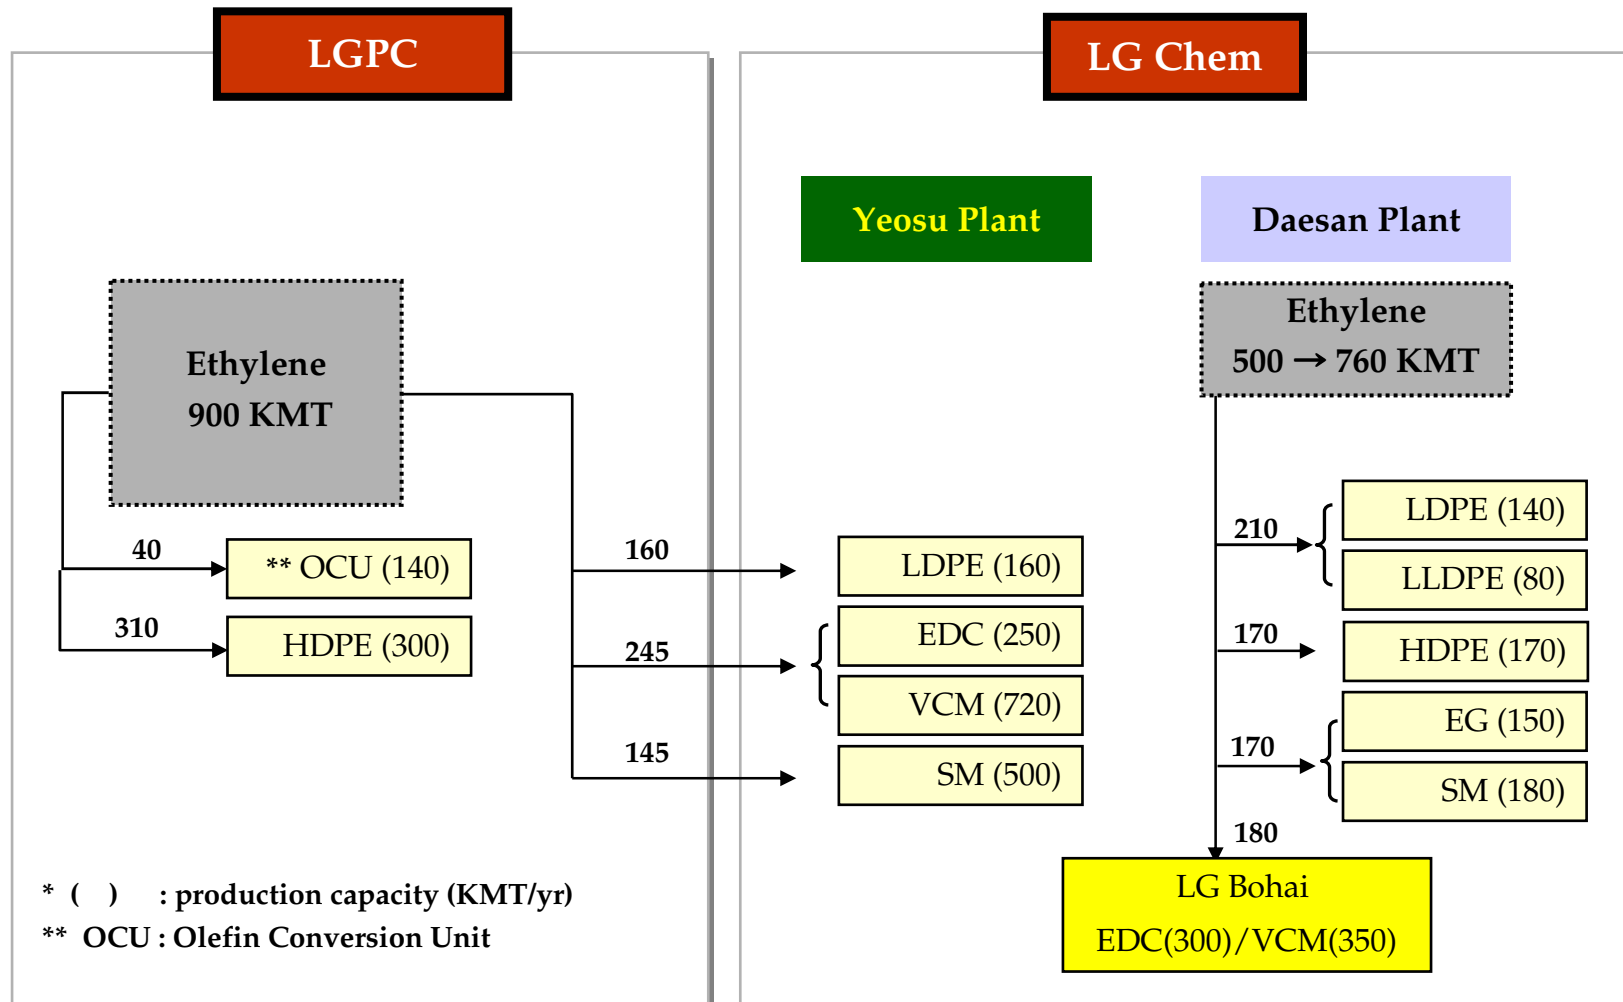 LGPC
LG Chem
Yeosu Plant
Daesan Plant
Ethylene
900 KMT
Ethylene
500 → 760 KMT
40
** OCU (140)
310
HDPE (300)
160
LDPE (160)
245
EDC (250)
VCM (720)
145
SM (500)
210
LDPE (140)
LLDPE (80)
170
HDPE (170)
170
EG (150)
SM (180)
180
LG Bohai
EDC(300)/VCM(350)
* ( ) : production capacity (KMT/yr)
** OCU : Olefin Conversion Unit